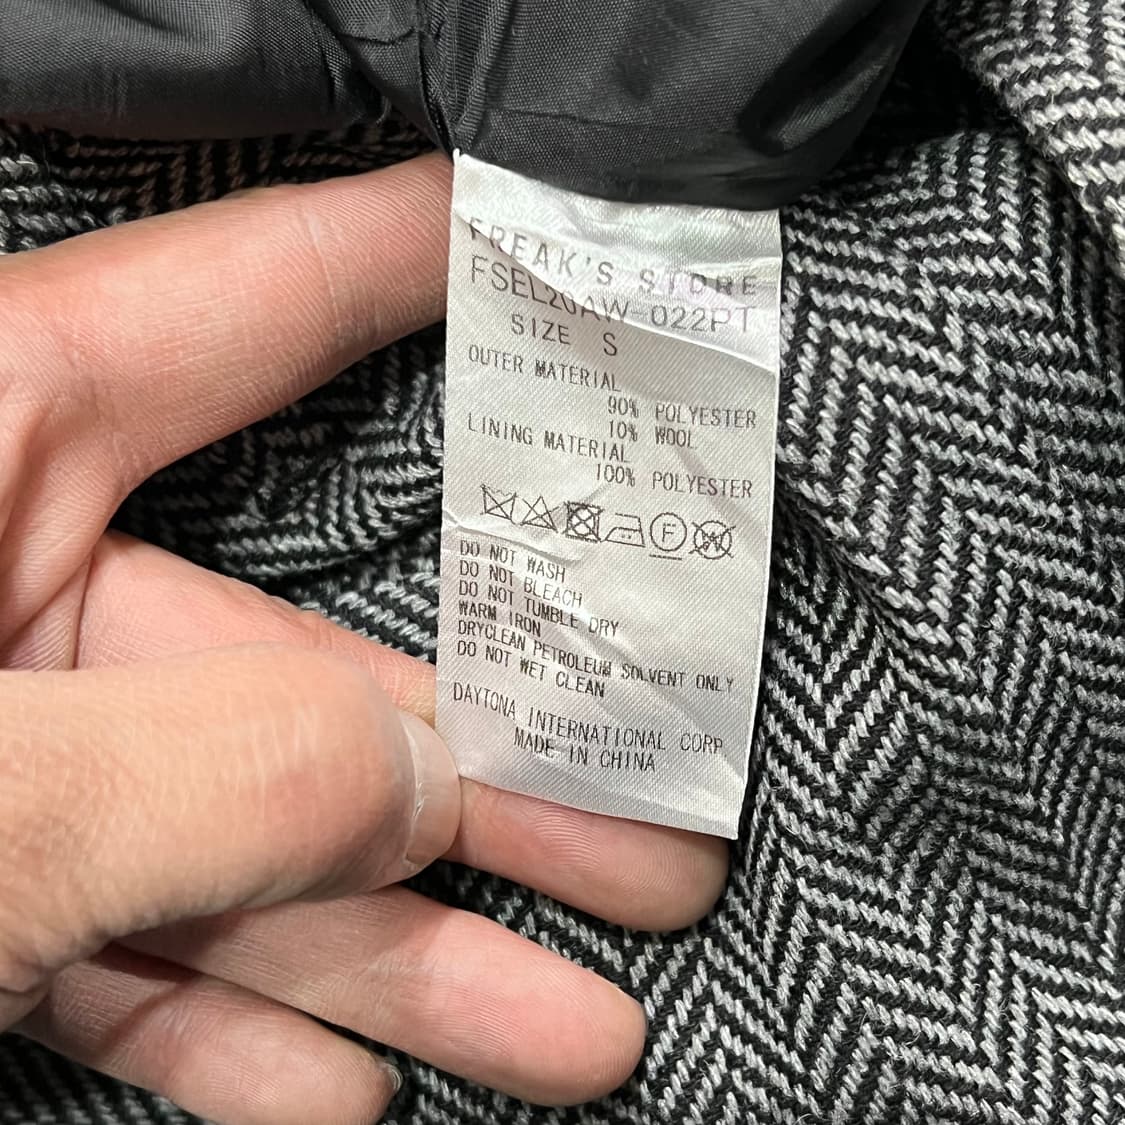 FREAK'S STORE
FSEL20AW-022PT
SIZE S
OUTER MATERIAL
90% POLYESTER
10% WOOL
LINING MATERIAL
100% POLYESTER
F W
DO NOT WASH
DO NOT BLEACH
DO NOT TUMBLE DRY
WARM IRON
DRYCLEAN PETROLEUM SOLVENT ONLY
DO NOT WET CLEAN
DAYTONA INTERNATIONAL CORP
MADE IN CHINA